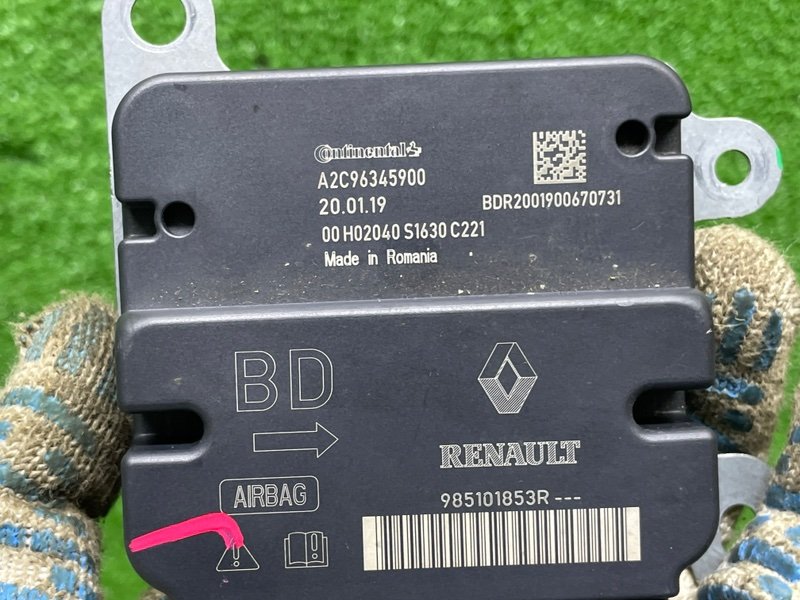 Continental
A2C96345900
20.01.19
BDR2001900670731
00 H02040 S1630 C221
Made in Romania
BD
RENAULT
AIRBAG
985101853R ---